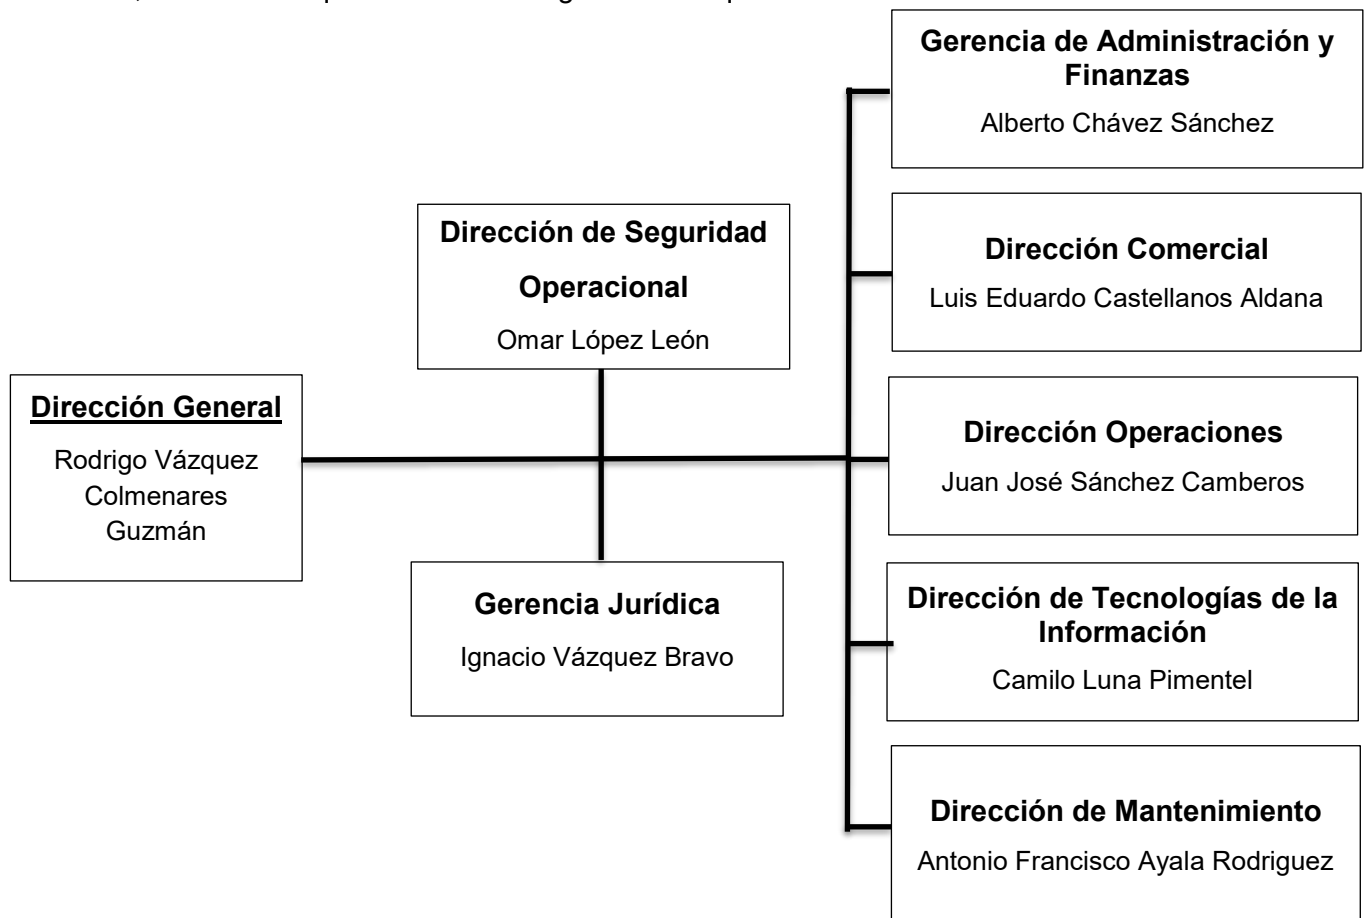 Gerencia de Administración y
Finanzas
Alberto Chávez Sánchez
Dirección Comercial
Luis Eduardo Castellanos Aldana
Dirección de Seguridad
Operacional
Omar López León
Dirección General
Rodrigo Vázquez
Colmenares
Guzmán
Dirección Operaciones
Juan José Sánchez Camberos
Gerencia Jurídica
Ignacio Vázquez Bravo
Dirección de Tecnologías de la
Información
Camilo Luna Pimentel
Dirección de Mantenimiento
Antonio Francisco Ayala Rodriguez